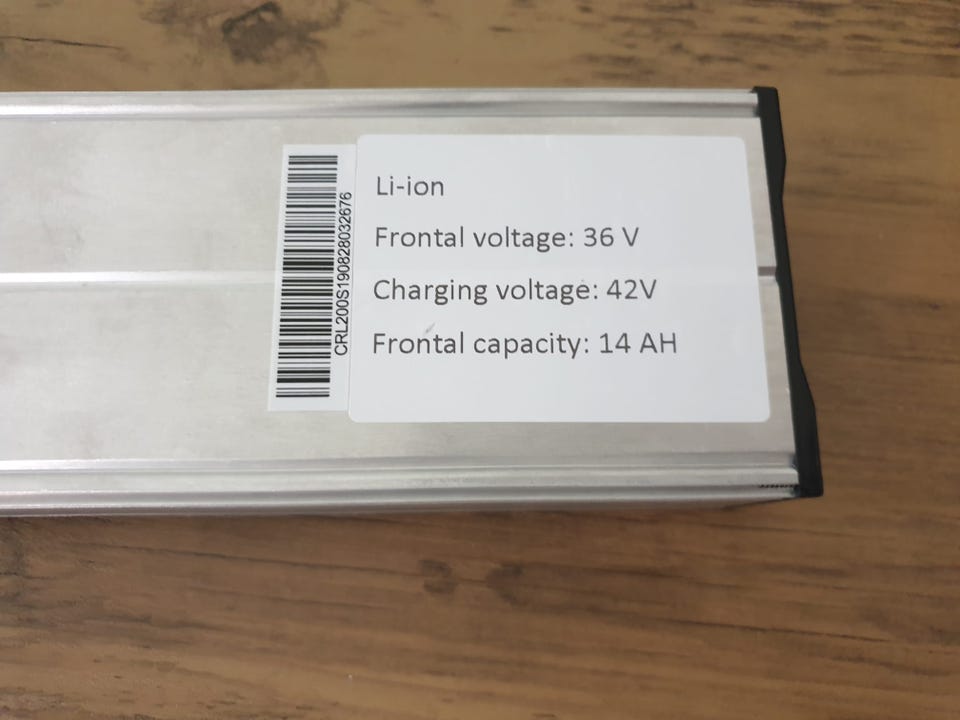 CRL200S190828032676
Li-ion
Frontal voltage: 36 V
Charging voltage: 42V
Frontal capacity: 14 AH